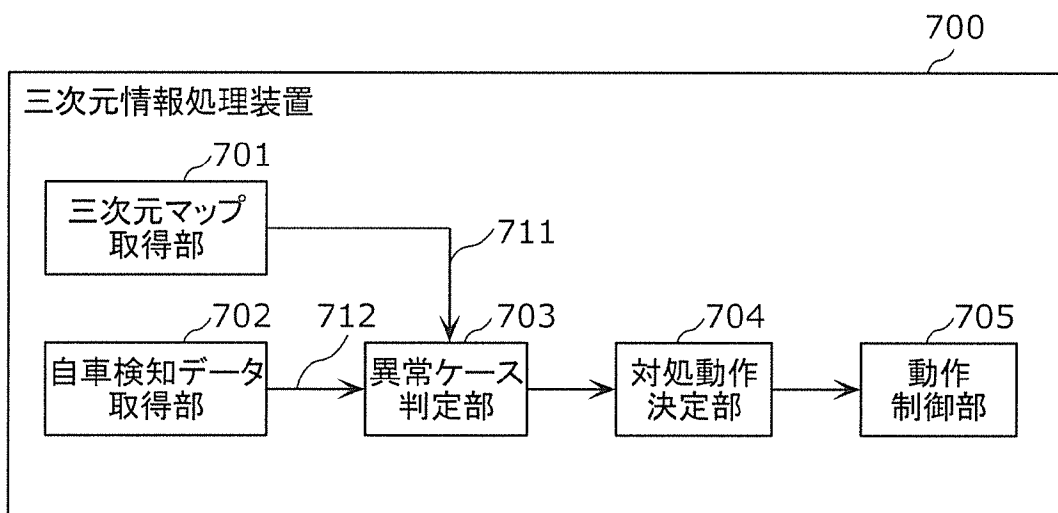 700
三次元情報処理装置
701
三次元マップ
取得部
711
702
712
703
704
705
自車検知データ
取得部
異常ケース
判定部
対処動作
決定部
動作
制御部